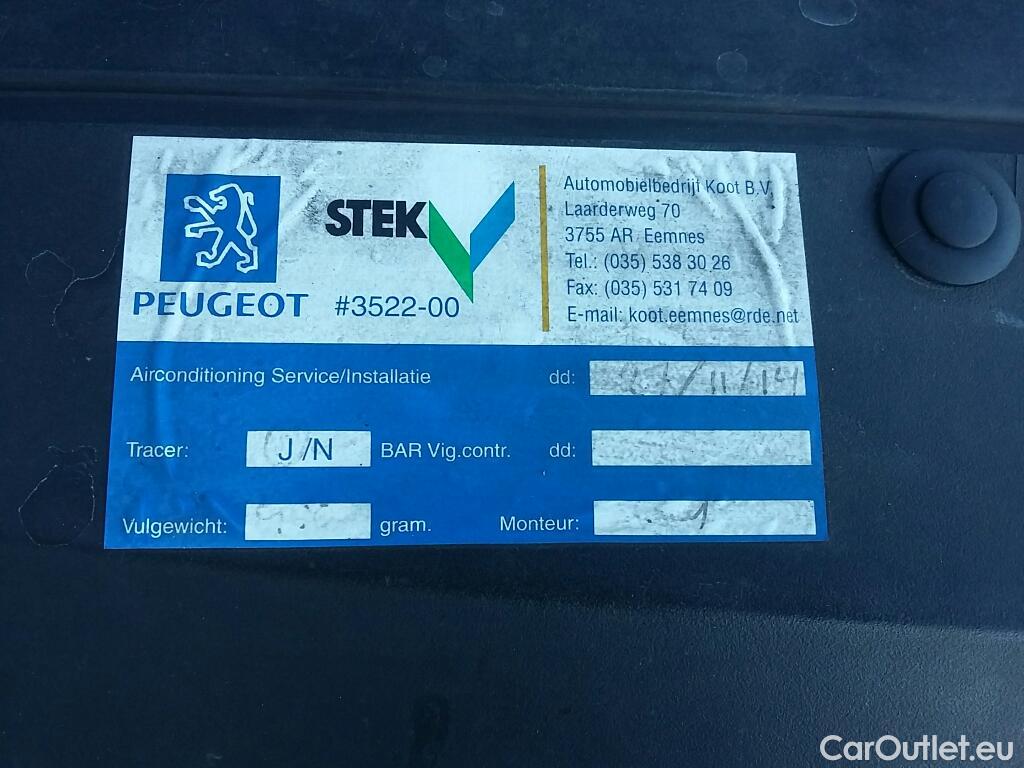 PEUGEOT
STEK
#3522-00
Automobielbedrijf Koot B.V.
Laarderweg 70
3755 AR Eemnes
Tel.: (035) 538 30 26
Fax: (035) 531 74 09
E-mail: koot.eemnes@rde.net
Airconditioning Service/Installatie dd: /11/14
Tracer: J/N BAR Vig.contr. dd:
Vulgewicht: gram. Monteur:
CarOutlet.eu